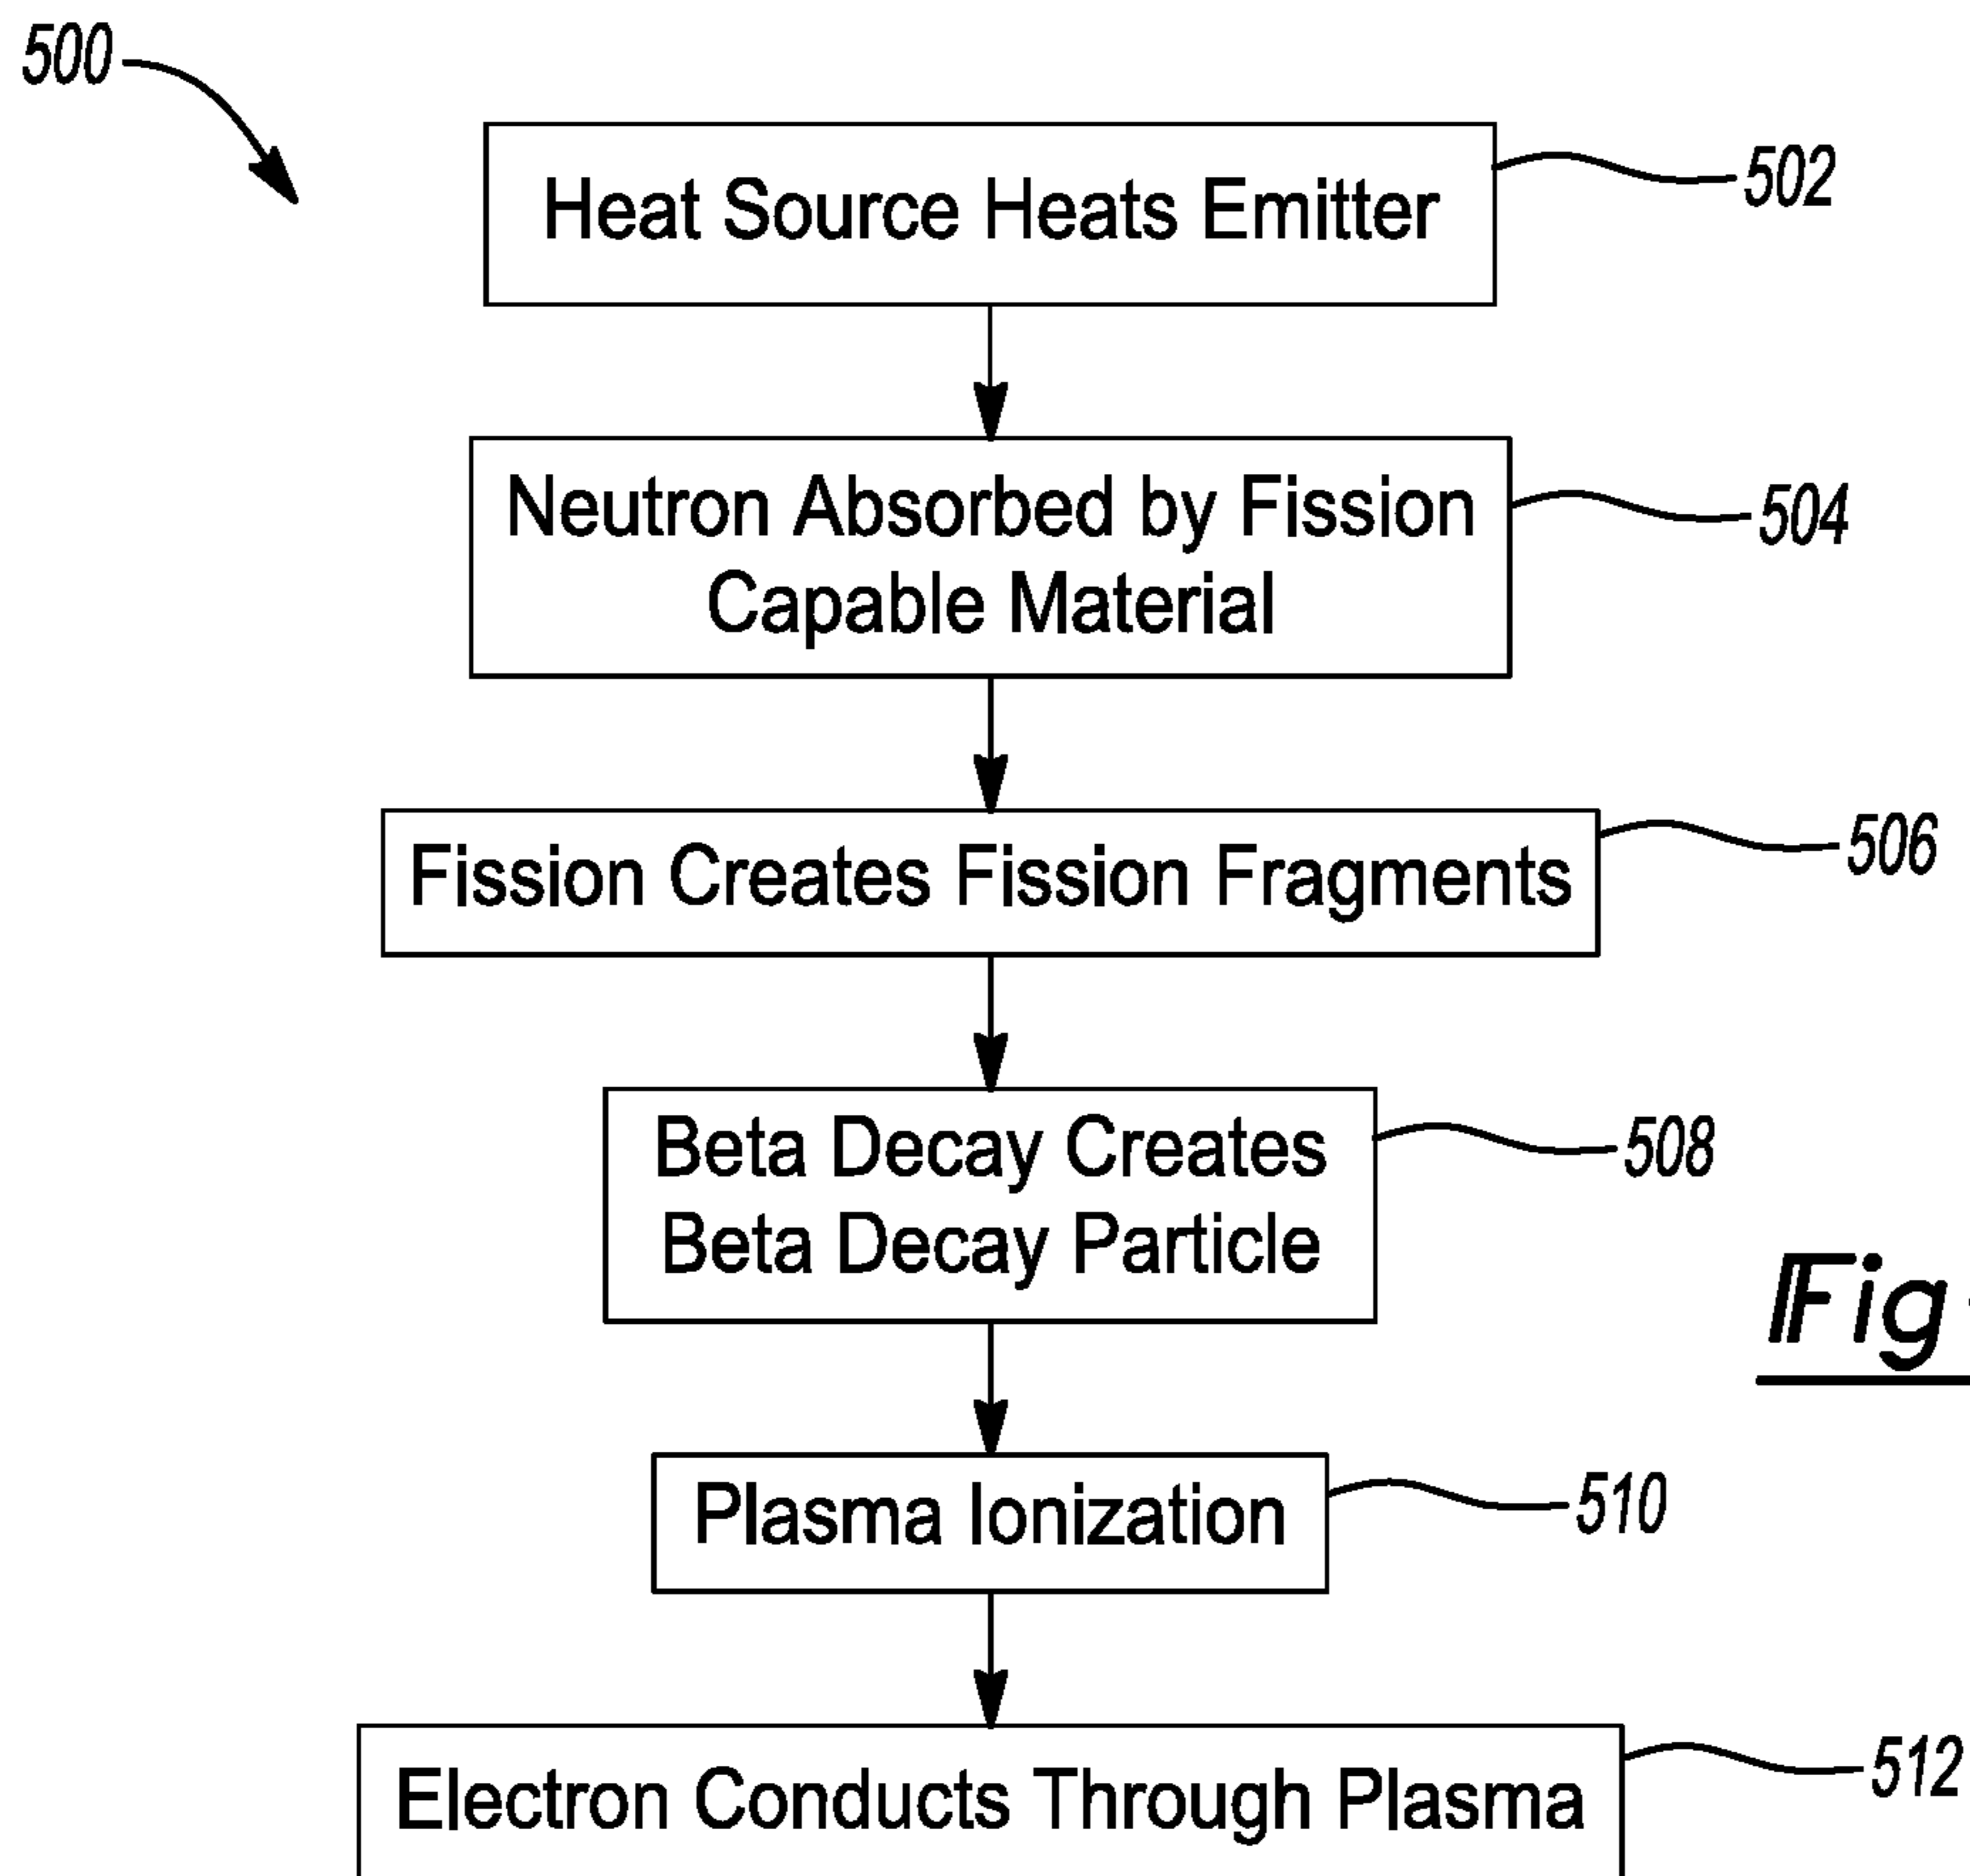 500
Heat Source Heats Emitter
502
Neutron Absorbed by Fission
Capable Material
504
Fission Creates Fission Fragments
506
Beta Decay Creates
Beta Decay Particle
508
Fig
Plasma Ionization
510
Electron Conducts Through Plasma
512